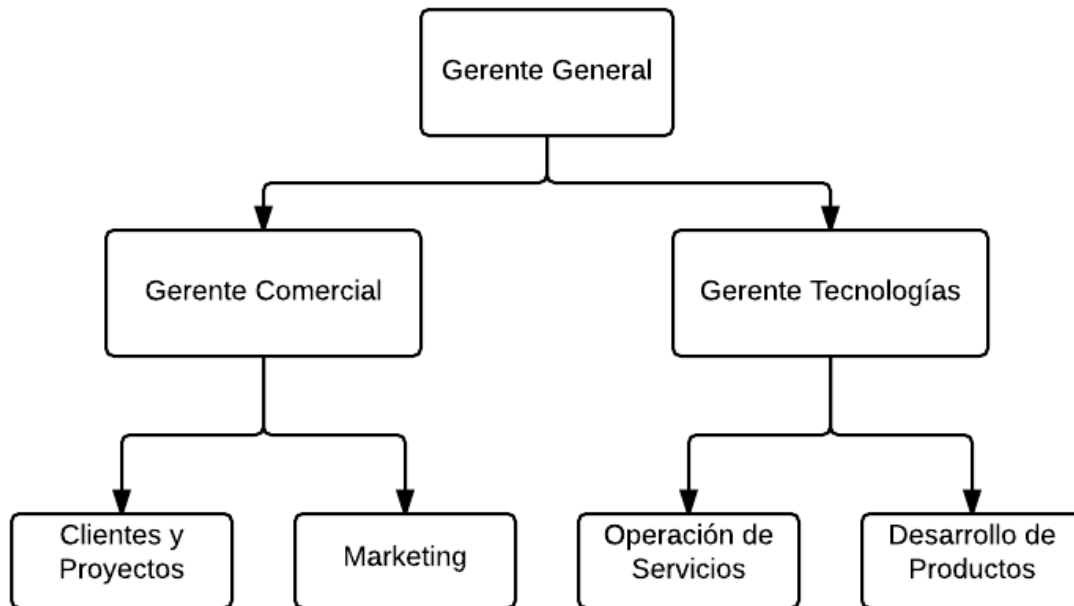 Gerente General
Gerente Comercial
Gerente Tecnologías
Clientes y
Proyectos
Marketing
Operación de
Servicios
Desarrollo de
Productos